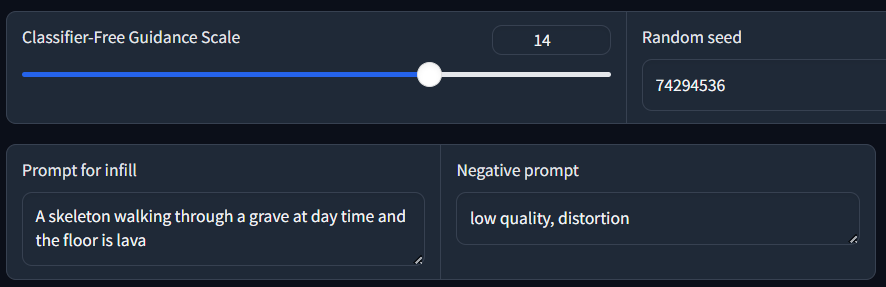 Classifier-Free Guidance Scale
14
Random seed
74294536
Prompt for infill
Negative prompt
A skeleton walking through a grave at day time and
the floor is lava
low quality, distortion